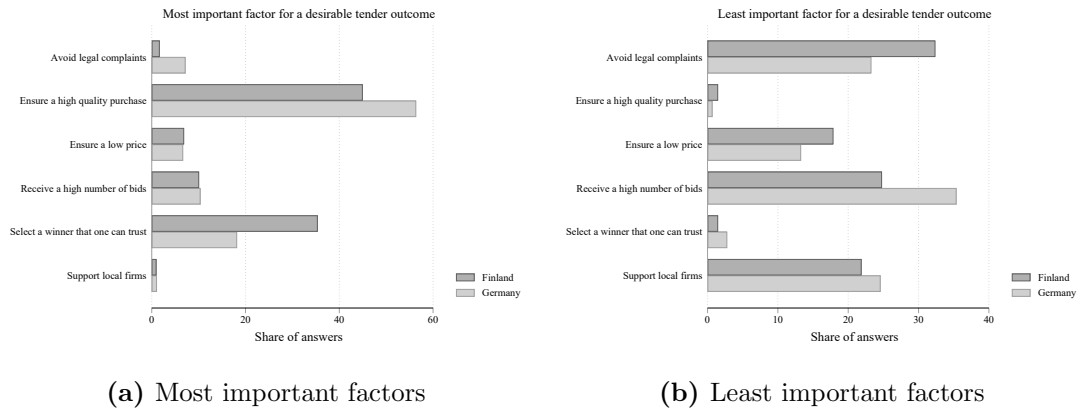 Most important factor for a desirable tender outcome
Avoid legal complaints
Ensure a high quality purchase
Ensure a low price
Receive a high number of bids
Select a winner that one can trust
Support local firms
Finland
Germany
0 20 40 60
Share of answers
(a) Most important factors
Least important factor for a desirable tender outcome
Avoid legal complaints
Ensure a high quality purchase
Ensure a low price
Receive a high number of bids
Select a winner that one can trust
Support local firms
Finland
Germany
0 10 20 30 40
Share of answers
(b) Least important factors